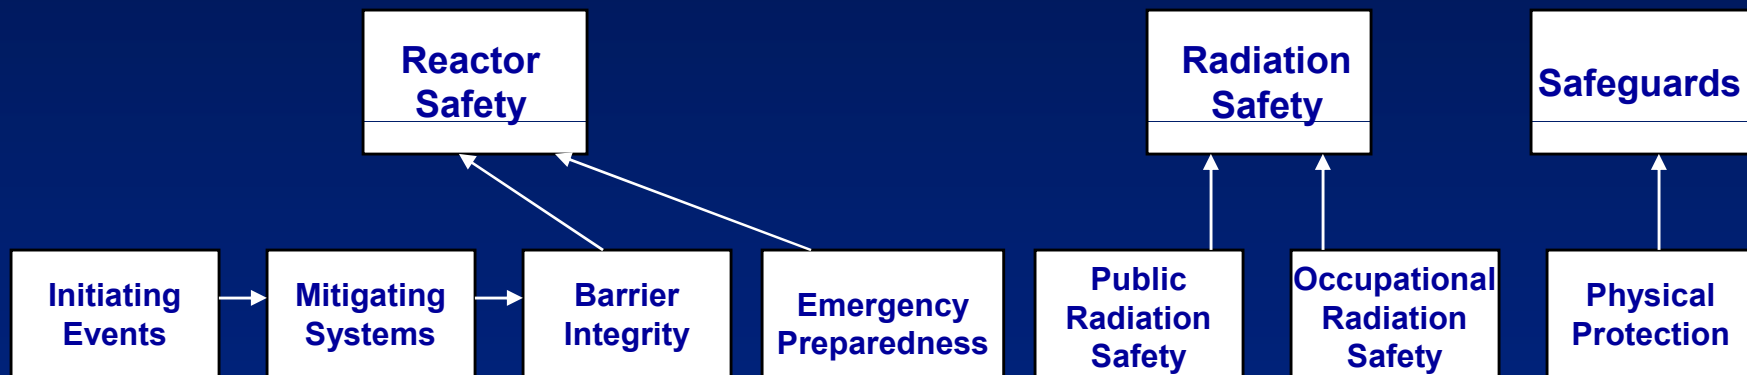 Reactor
Safety
Radiation
Safety
Safeguards
Initiating
Events
Mitigating
Systems
Barrier
Integrity
Emergency
Preparedness
Public
Radiation
Safety
Occupational
Radiation
Safety
Physical
Protection